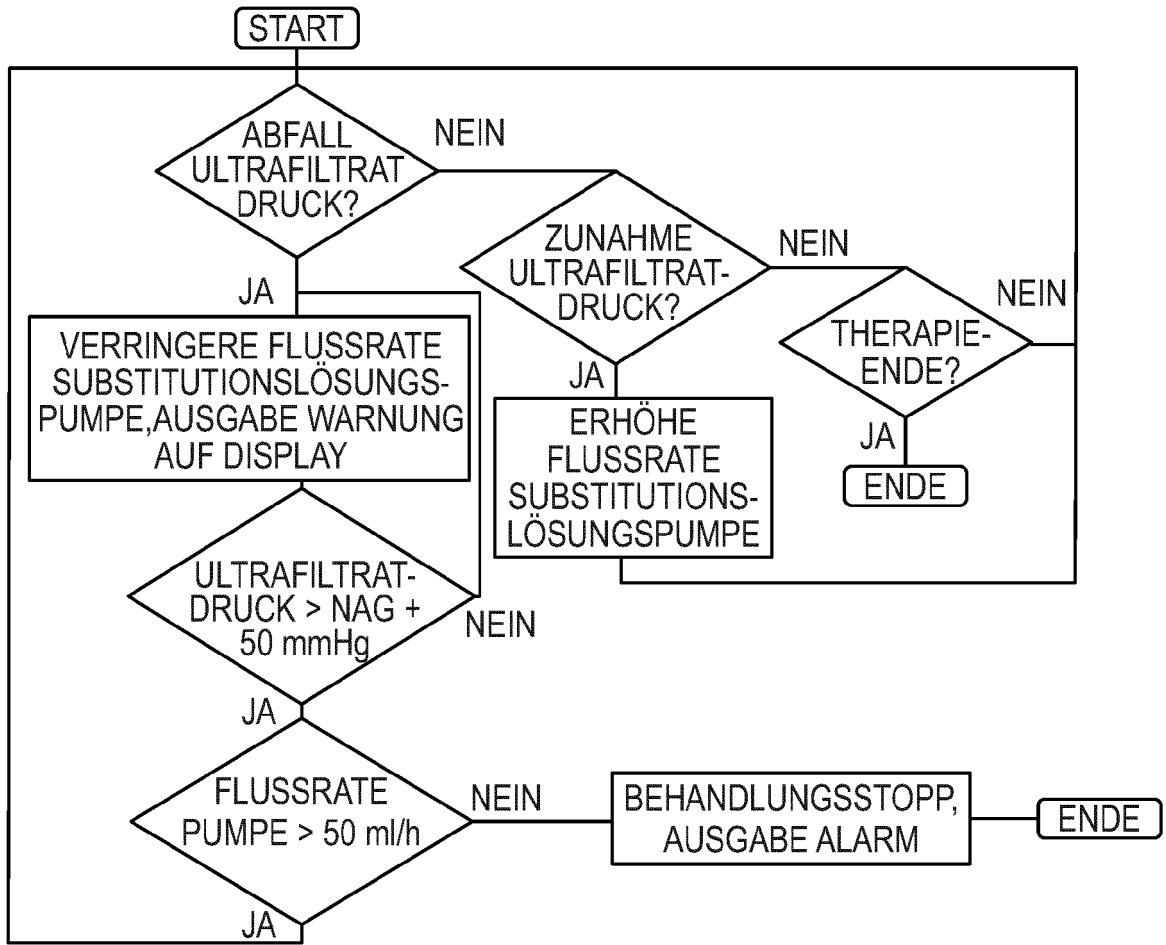 START
ABFALL
ULTRAFILTRAT
DRUCK?
NEIN
JA
ZUNAHME
ULTRAFILTRAT-
DRUCK?
NEIN
JA
THERAPIE-
ENDE?
NEIN
JA
ENDE
VERRINGERE FLUSSRATE
SUBSTITUTIONSLÖSUNGS-
PUMPE,AUSGABE WARNUNG
AUF DISPLAY
ERHÖHE
FLUSSRATE
SUBSTITUTIONS-
LÖSUNGSPUMPE
ULTRAFILTRAT-
DRUCK > NAG +
50 mmHg
NEIN
JA
FLUSSRATE
PUMPE > 50 ml/h
NEIN
JA
BEHANDLUNGSSTOPP,
AUSGABE ALARM
ENDE